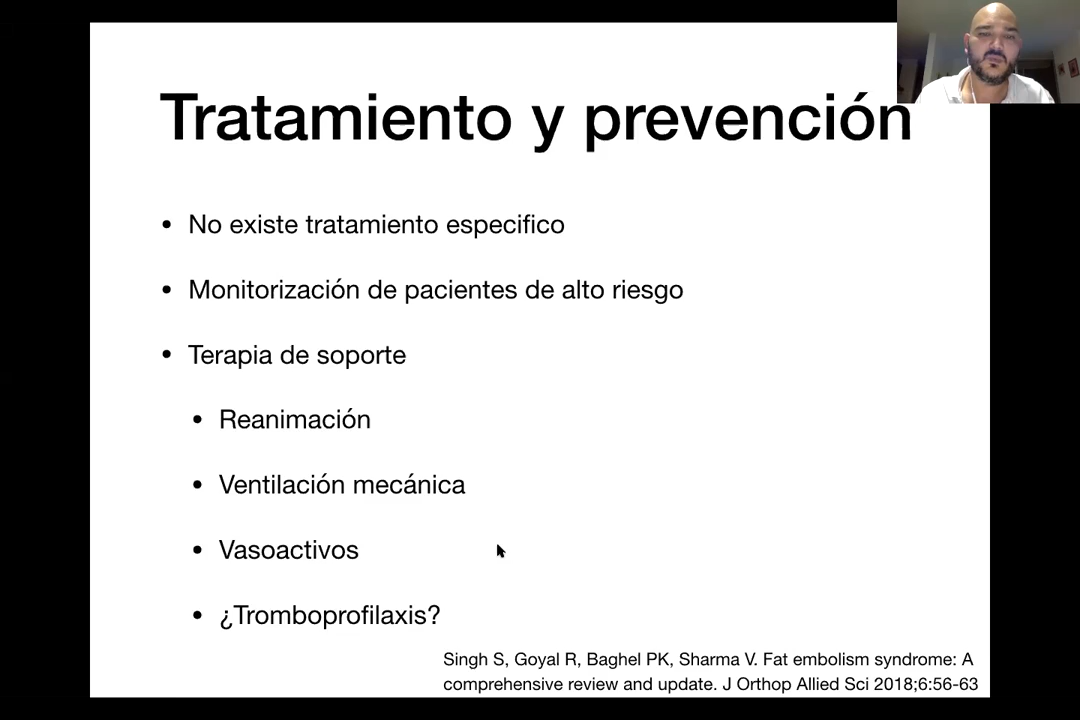 Tratamiento y prevención
• No existe tratamiento especifico
• Monitorización de pacientes de alto riesgo
• Terapia de soporte
• Reanimación
• Ventilación mecánica
• Vasoactivos
• ¿Tromboprofilaxis?
Singh S, Goyal R, Baghel PK, Sharma V. Fat embolism syndrome: A
comprehensive review and update. J Orthop Allied Sci 2018;6:56-63